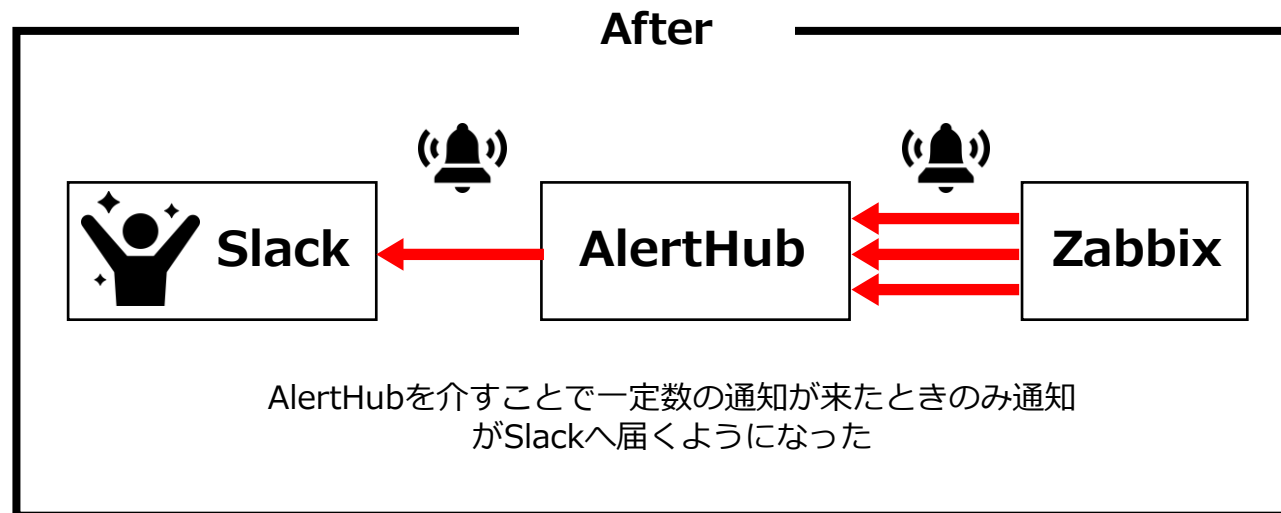 After
Slack
AlertHub
Zabbix
AlertHubを介すことで一定数の通知が来たときのみ通知
がSlackへ届くようになった